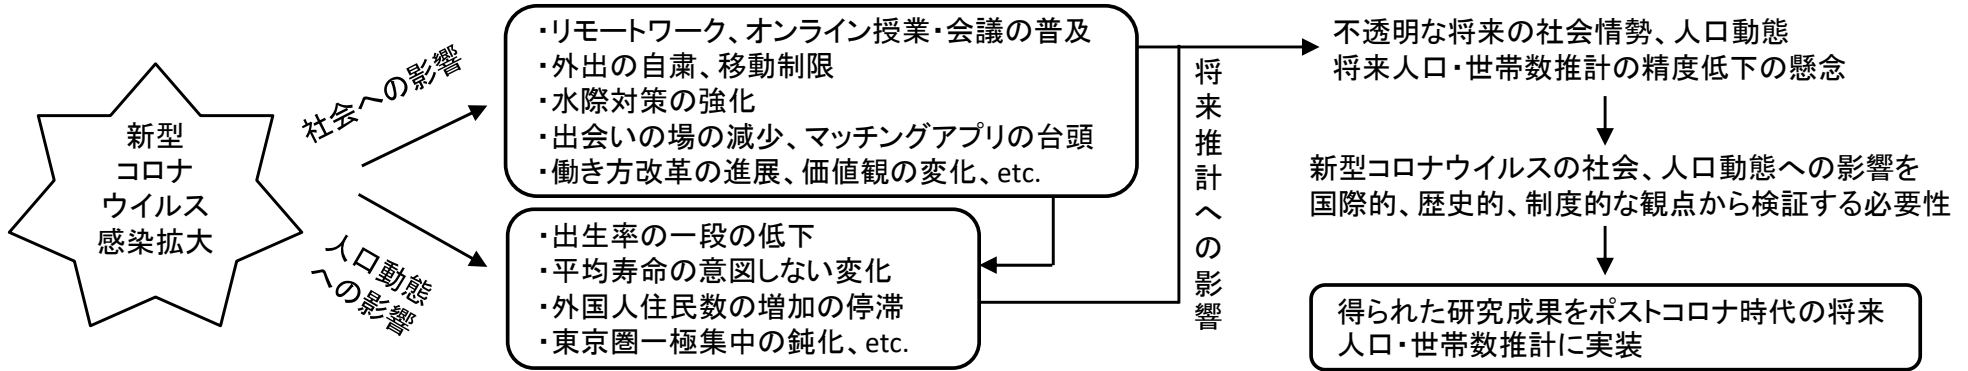 新型
コロナ
ウイルス
感染拡大
社会への影響
人口動態
への影響
・リモートワーク、オンライン授業・会議の普及
・外出の自粛、移動制限
・水際対策の強化
・出会いの場の減少、マッチングアプリの台頭
・働き方改革の進展、価値観の変化、etc.
・出生率の一段の低下
・平均寿命の意図しない変化
・外国人住民数の増加の停滞
・東京圏一極集中の鈍化、etc.
将来推計への影響
不透明な将来の社会情勢、人口動態
将来人口・世帯数推計の精度低下の懸念
新型コロナウイルスの社会、人口動態への影響を
国際的、歴史的、制度的な観点から検証する必要性
得られた研究成果をポストコロナ時代の将来
人口・世帯数推計に実装